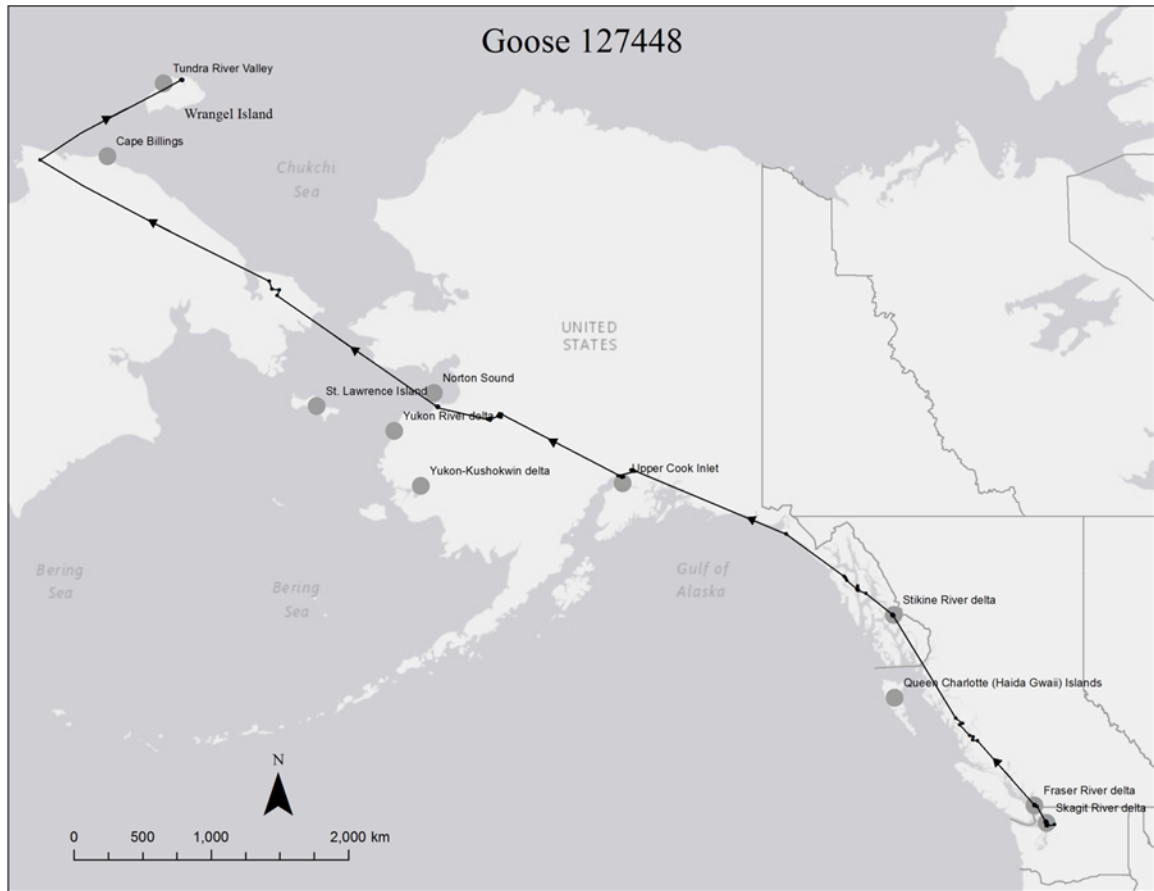 Goose 127448
Tundra River Valley
Wrangel Island
Cape Billings
Chukchi
Sea
UNITED
STATES
Norton Sound
St. Lawrence Island
Yukon River delta
Upper Cook Inlet
Yukon-Kushokwin delta
Bering
Sea
Bering
Sea
Gulf of
Alaska
Stikine River delta
Queen Charlotte (Haida Gwaii) Islands
N
Fraser River delta
Skagit River delta
0 500 1,000 2,000 km